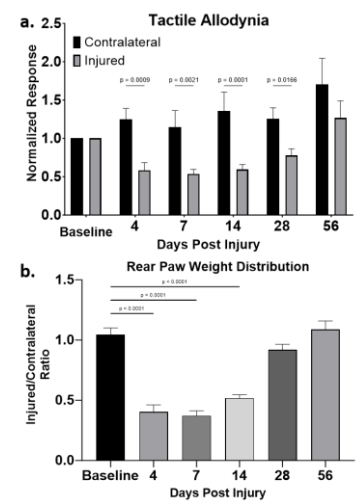 a. Tactile Allodynia
2.5
Contralateral
Injured
2.0
p = 0.0009 p = 0.0021 p = 0.0001 p = 0.0166
1.5
1.0
0.5
0.0
Normalized Response
Baseline 4 7 14 28 56
Days Post Injury
b. Rear Paw Weight Distribution
1.5
p = 0.0001
p < 0.0001
p < 0.0001
1.0
0.5
0.0
Injured/Contralateral
Ratio
Baseline 4 7 14 28 56
Days Post Injury